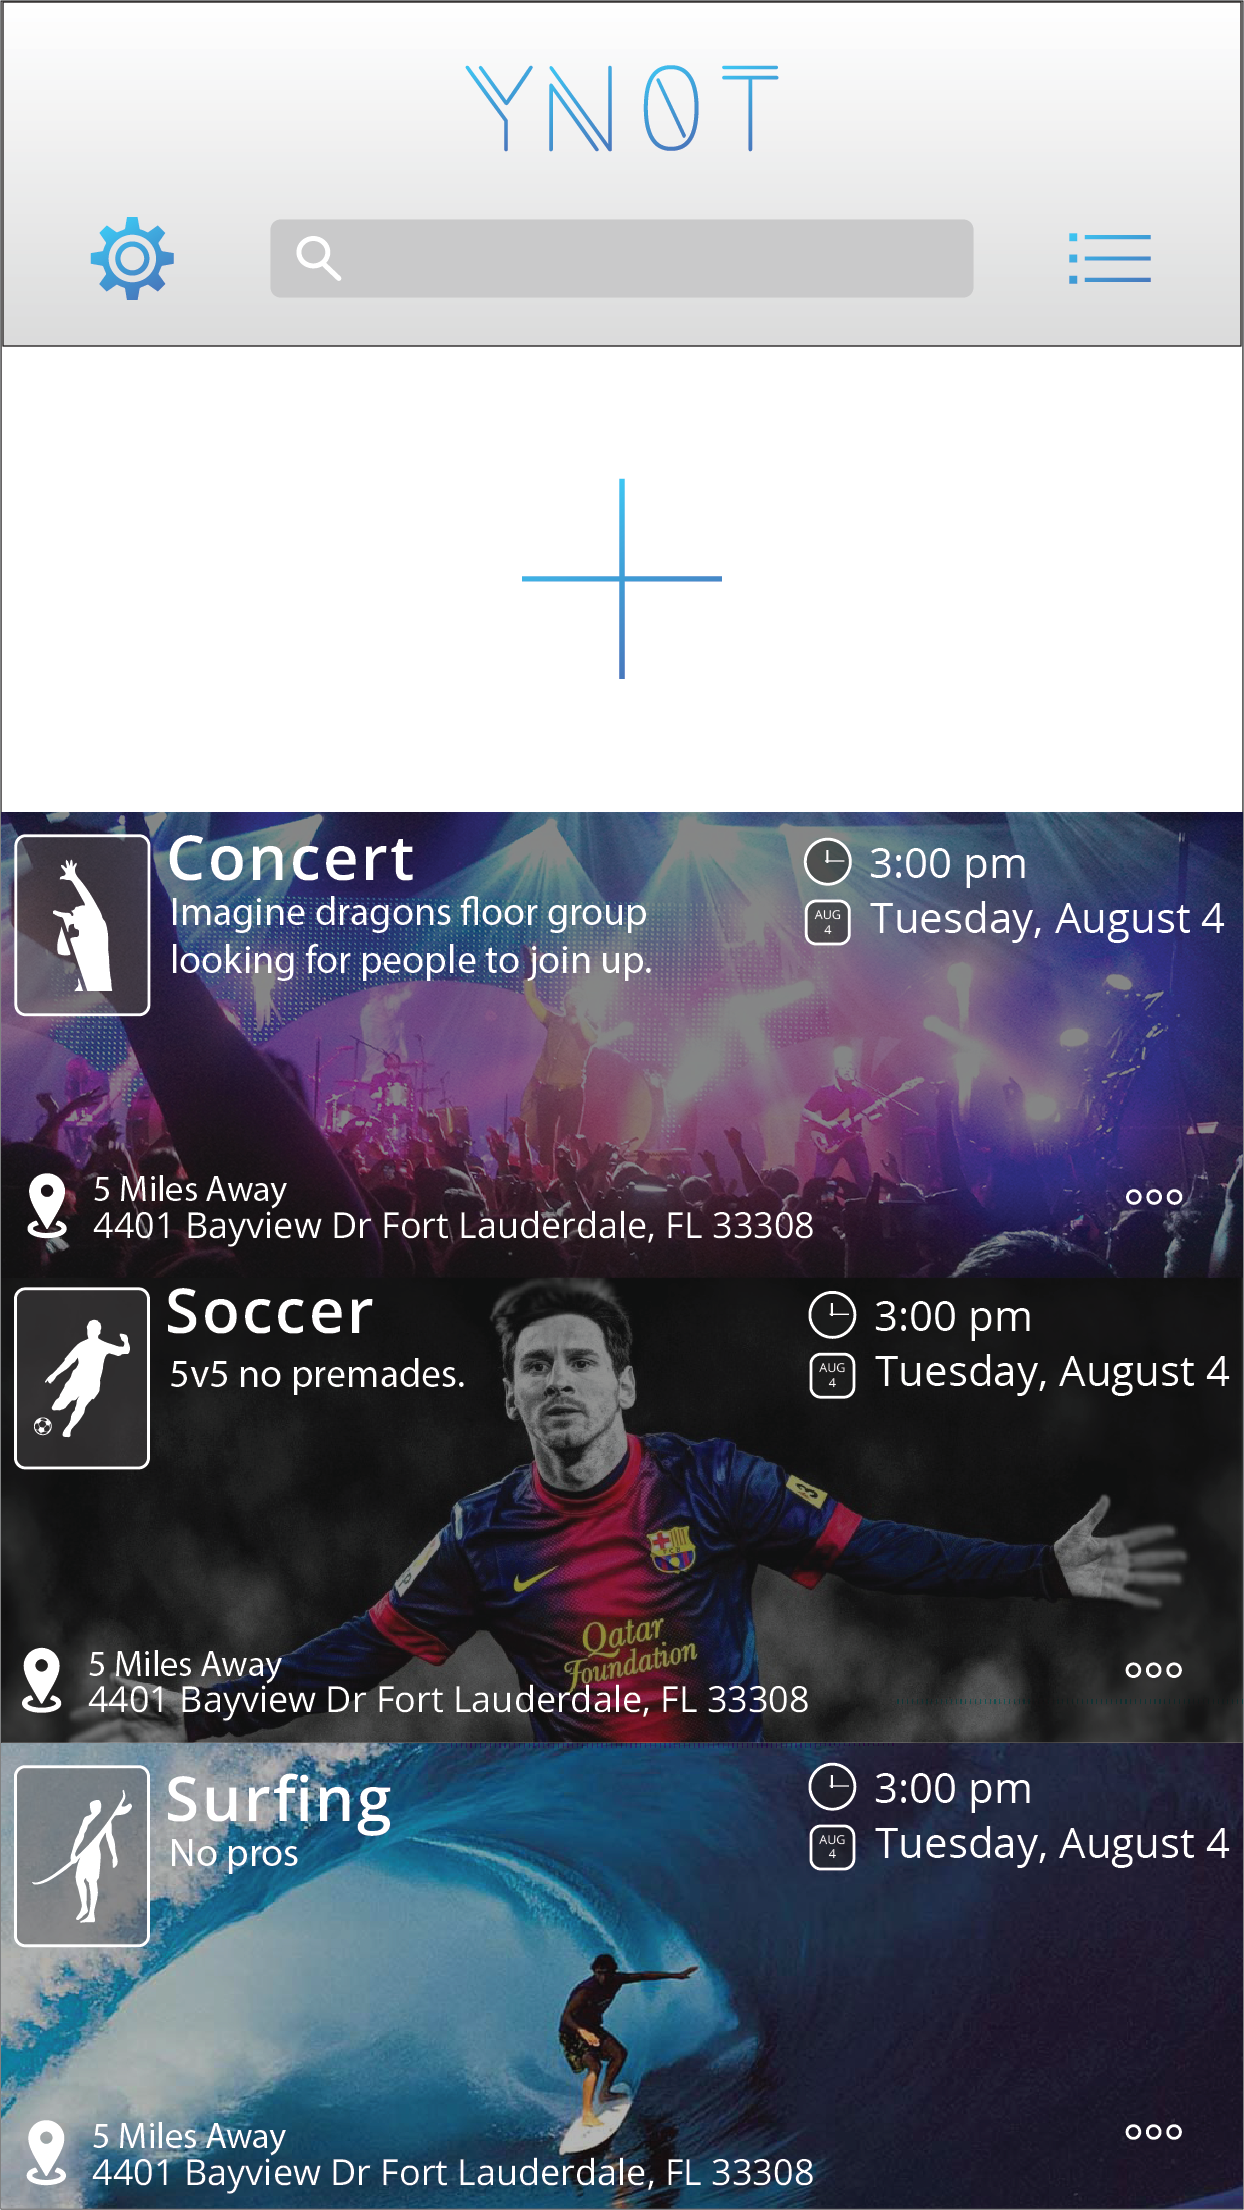 YNOT
Concert
Imagine dragons floor group
looking for people to join up.
3:00 pm
AUG
4
Tuesday, August 4
5 Miles Away
4401 Bayview Dr Fort Lauderdale, FL 33308
Soccer
5v5 no premades.
3:00 pm
AUG
4
Tuesday, August 4
Qatar
Foundation
5 Miles Away
4401 Bayview Dr Fort Lauderdale, FL 33308
Surfing
No pros
3:00 pm
AUG
4
Tuesday, August 4
5 Miles Away
4401 Bayview Dr Fort Lauderdale, FL 33308